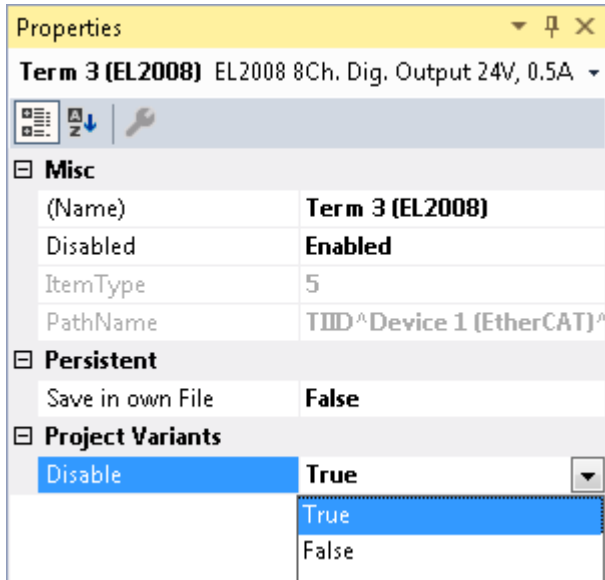 Properties
Term 3 (EL2008) EL2008 8Ch. Dig. Output 24V, 0.5A
Misc
(Name) Term 3 (EL2008)
Disabled Enabled
ItemType 5
PathName TIID^Device 1 (EtherCAT)^
Persistent
Save in own File False
Project Variants
Disable True
True
False